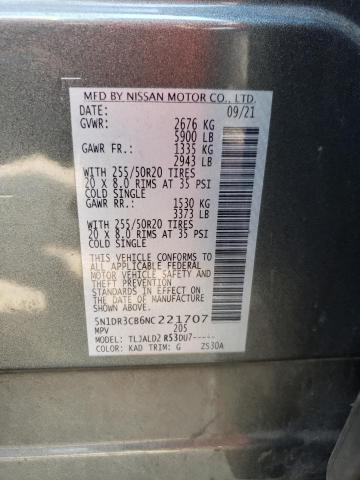 MFD BY NISSAN MOTOR CO., LTD.
DATE: 09/21
GVWR: 2676 KG
5900 LB
GAWR FR.: 1335 KG
2943 LB
WITH 255/50R20 TIRES
20 X 8.0 RIMS AT 35 PSI
COLD SINGLE
GAWR RR.: 1530 KG
3373 LB
WITH 255/50R20 TIRES
20 X 8.0 RIMS AT 35 PSI
COLD SINGLE
THIS VEHICLE CONFORMS TO
ALL APPLICABLE FEDERAL
MOTOR VEHICLE SAFETY AND
THEFT PREVENTION
STANDARDS IN EFFECT ON
THE DATE OF MANUFACTURE
SHOWN ABOVE.
5N1DR3CB6NC221707
MPV 205
MODEL: TLJALD2 R53DU7-----
COLOR: KAD TRIM: G ZS30A